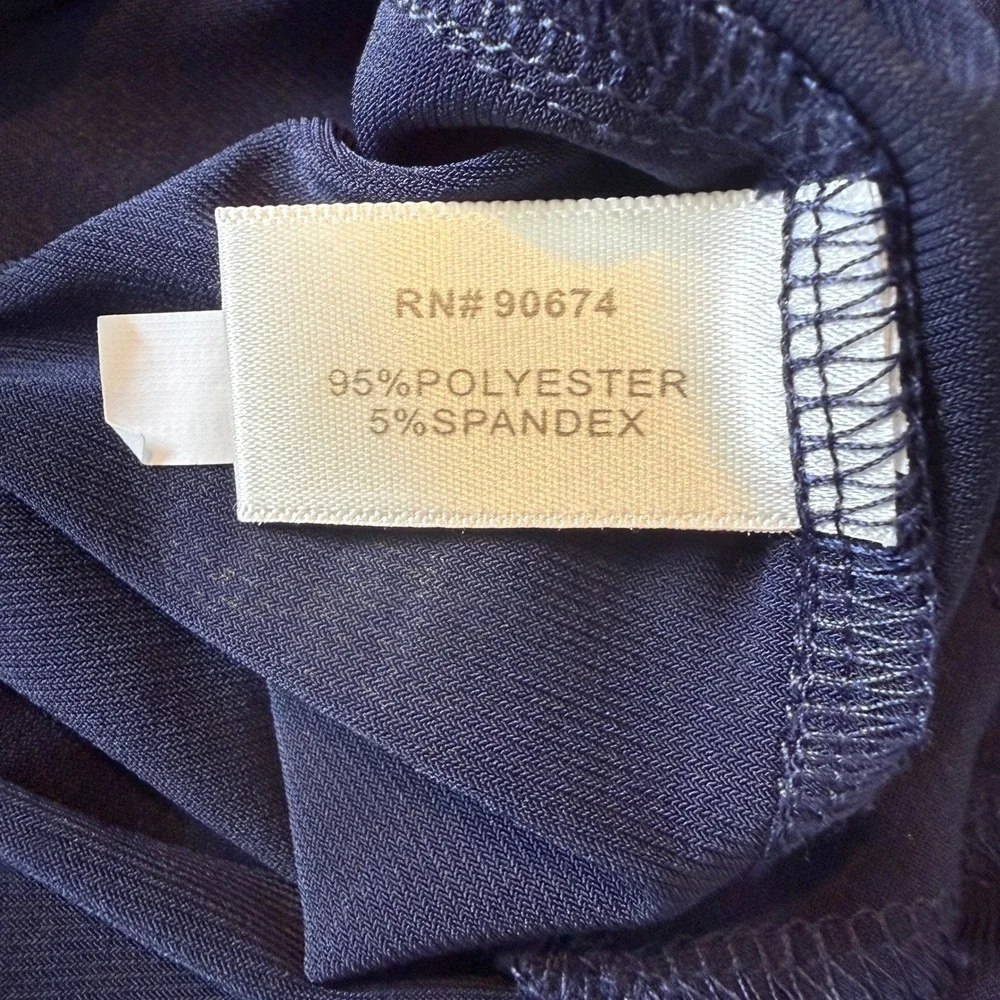 RN# 90674
95%POLYESTER
5%SPANDEX